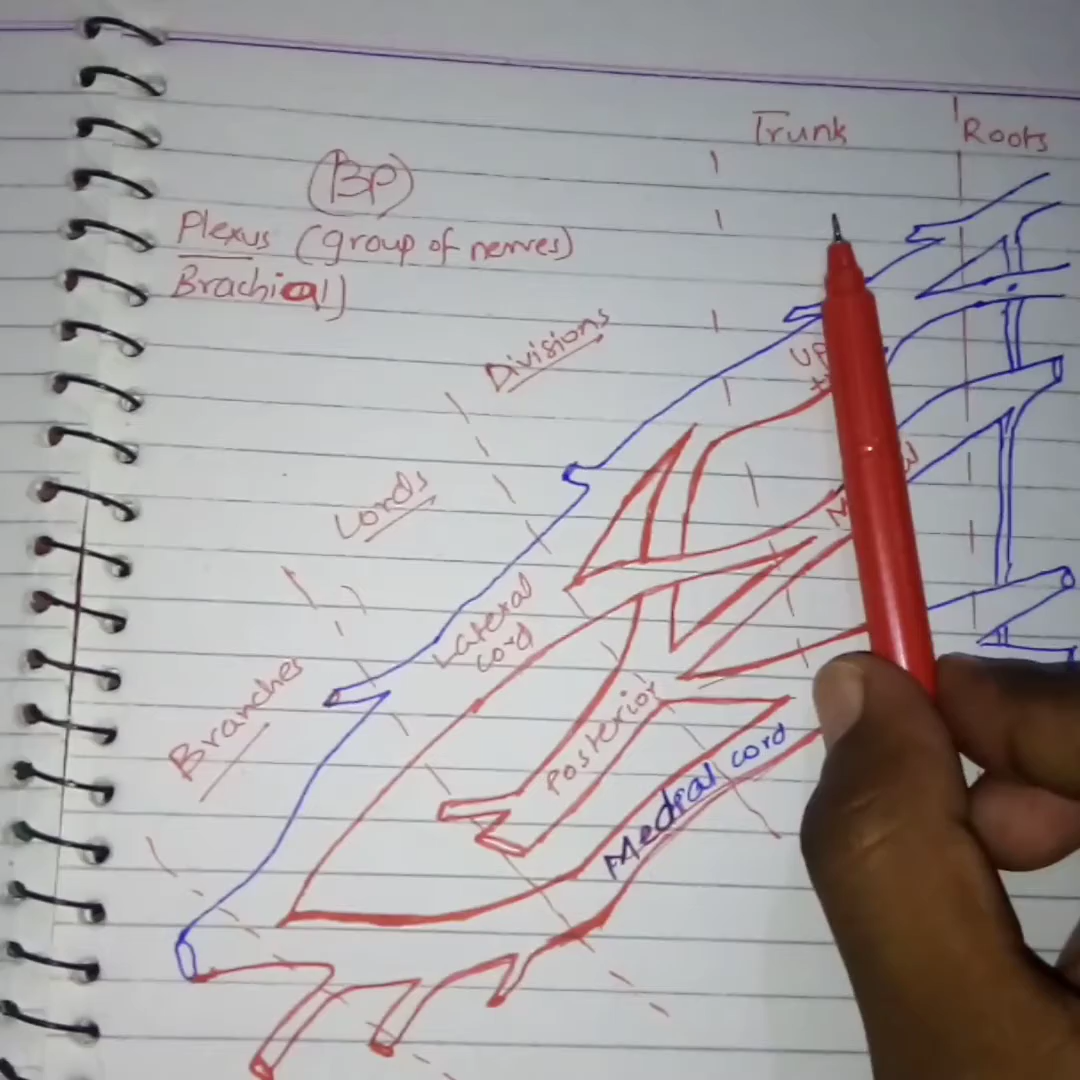 Trunk
Roots
BP
Plexus (group of nerves)
Brachial)
Divisions
Cords
Lateral
cord
Branches
Posterior
Medial cord